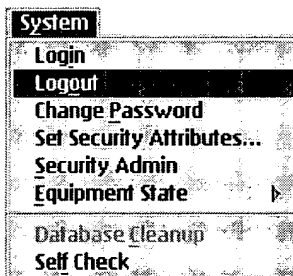 System
Login
Logout
Change Password
Set Security Attributes...
Security Admin
Equipment State
Database Cleanup
Self Check